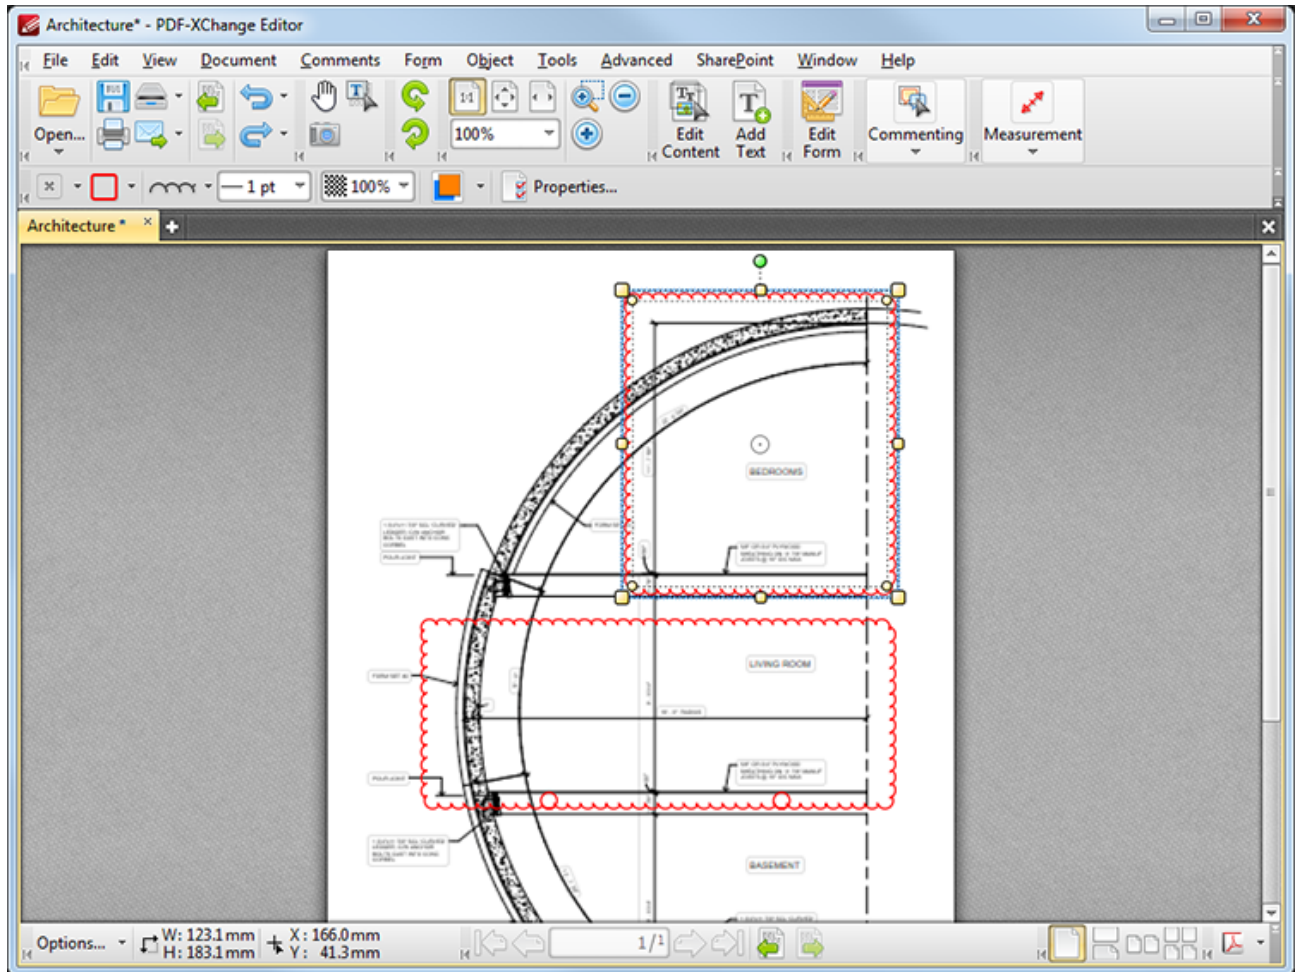 Architecture* - PDF-XChange Editor
File Edit View Document Comments Form Object Tools Advanced SharePoint Window Help
Open...
100%
Edit Content
Add Text
Edit Form
Commenting
Measurement
1 pt
100%
Properties...
Architecture *
BEDROOMS
LIVING ROOM
BASEMENT
Options...
W: 123.1 mm
H: 183.1 mm
X: 166.0 mm
Y: 41.3 mm
1/1